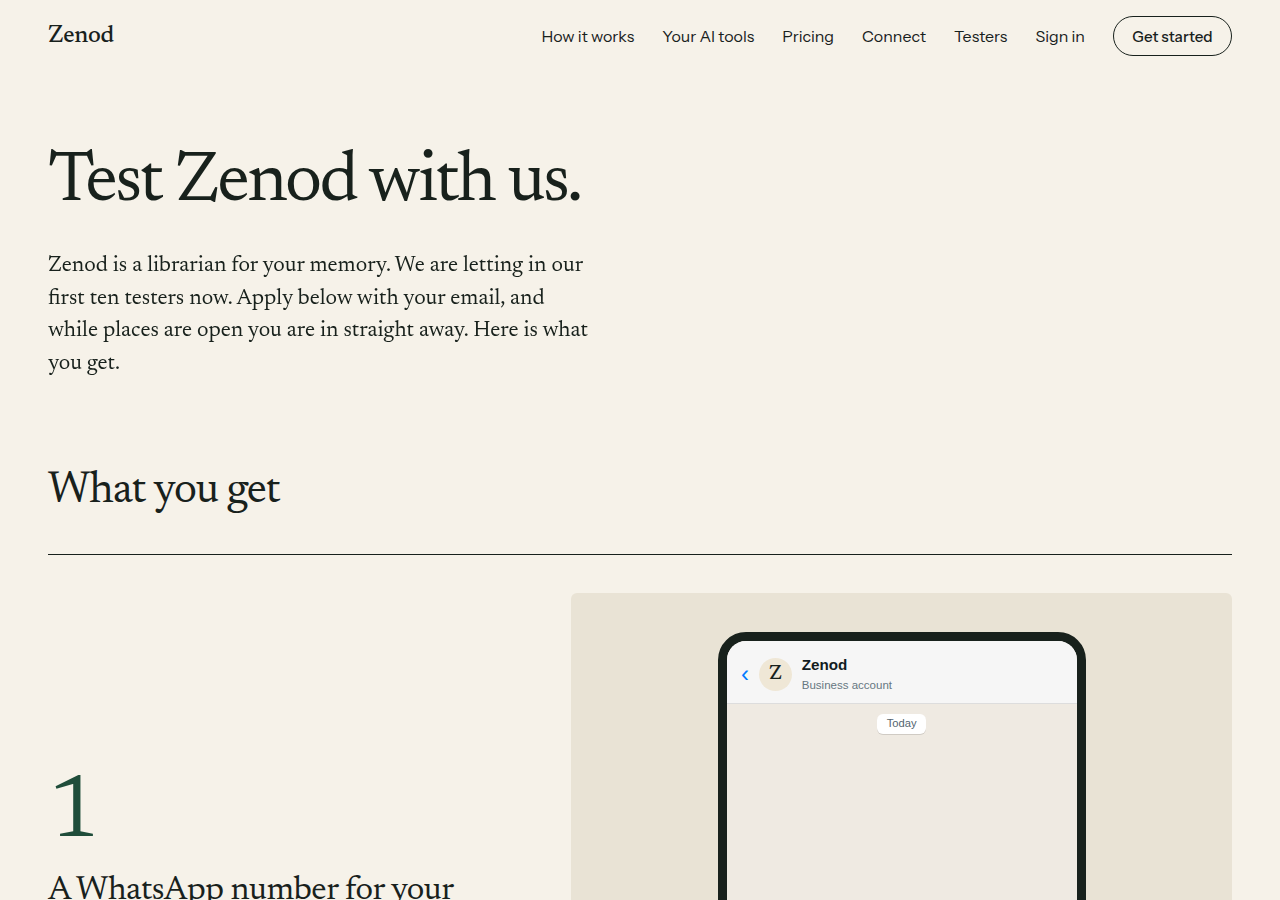 Zenod
How it works
Your AI tools
Pricing
Connect
Testers
Sign in
Get started
Test Zenod with us.
Zenod is a librarian for your memory. We are letting in our
first ten testers now. Apply below with your email, and
while places are open you are in straight away. Here is what
you get.
What you get
‹
Z
Zenod
Business account
Today
1
A WhatsApp number for your